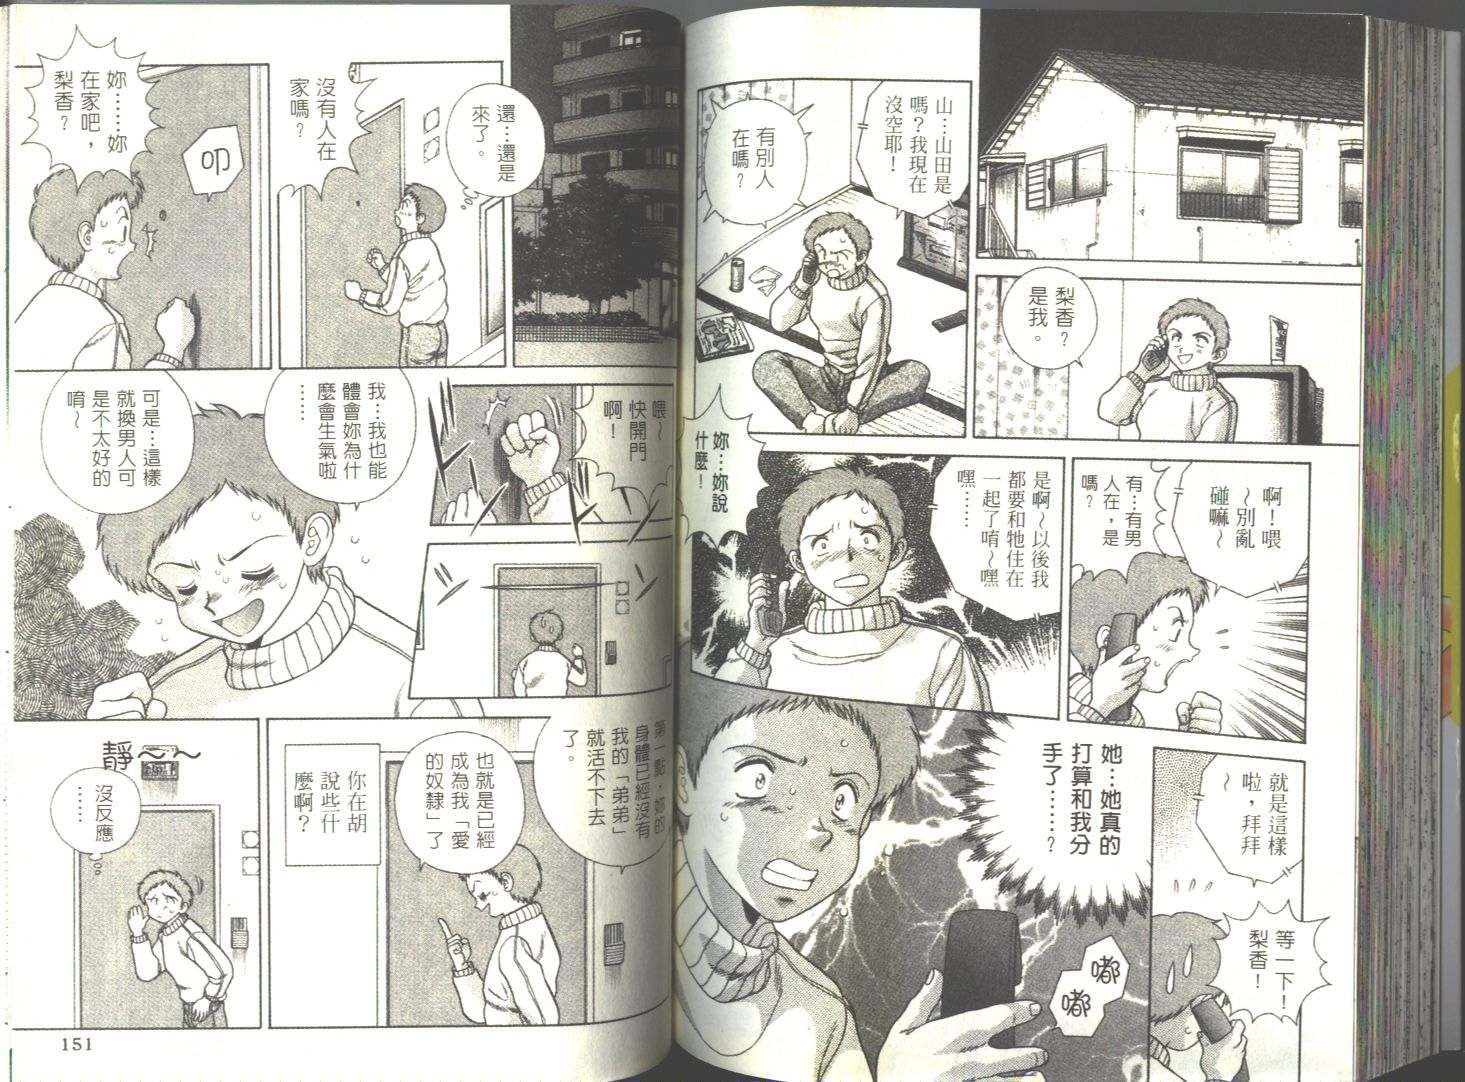 梨香？
是我。
山…山田是
嗎？我現在
沒空耶！
有別人
在嗎？
啊！喂
～別亂
碰嘛～
有…有男
人在，是
嗎？
是啊～以後我
都要和牠住在
一起了唷～嘿
嘿……
妳…妳說
什麼！
就是這樣
啦，拜拜
～
等一下！
梨香！
她…她真的
打算和我分
手了……？
嘟
嘟
還…還是
來了。
沒有人在
家嗎？
叩
妳……妳
在家吧，
梨香？
喂～
快開門
啊！
我…我也能
體會妳為什
麼會生氣啦
……
可是…這樣
就換男人可
是不太好的
唷～
第一點，妳的
身體已經沒有
我的「弟弟」
就活不下去
了。
也就是已經
成為我「愛
的奴隸」了
你在胡
說些什
麼啊？
靜～～
沒反應
……
151